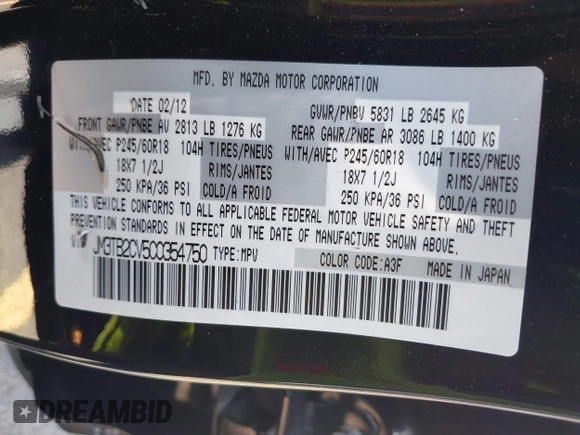 MFD. BY MAZDA MOTOR CORPORATION
DATE 02/12 GVWR/PNBV 5831 LB 2645 KG
FRONT GAWR/PNBE AV 2813 LB 1276 KG REAR GAWR/PNBE AR 3086 LB 1400 KG
WITH/AVEC P245/60R18 104H TIRES/PNEUS WITH/AVEC P245/60R18 104H TIRES/PNEUS
18X7 1/2J RIMS/JANTES 18X7 1/2J RIMS/JANTES
250 KPA/36 PSI COLD/A FROID 250 KPA/36 PSI COLD/A FROID
THIS VEHICLE CONFORMS TO ALL APPLICABLE FEDERAL MOTOR VEHICLE SAFETY AND THEFT
PREVENTION STANDARDS IN EFFECT ON THE DATE OF MANUFACTURE SHOWN ABOVE.
VIN JM3TB2CV5C0354750 TYPE:MPV COLOR CODE:A3F MADE IN JAPAN
DREAMBID